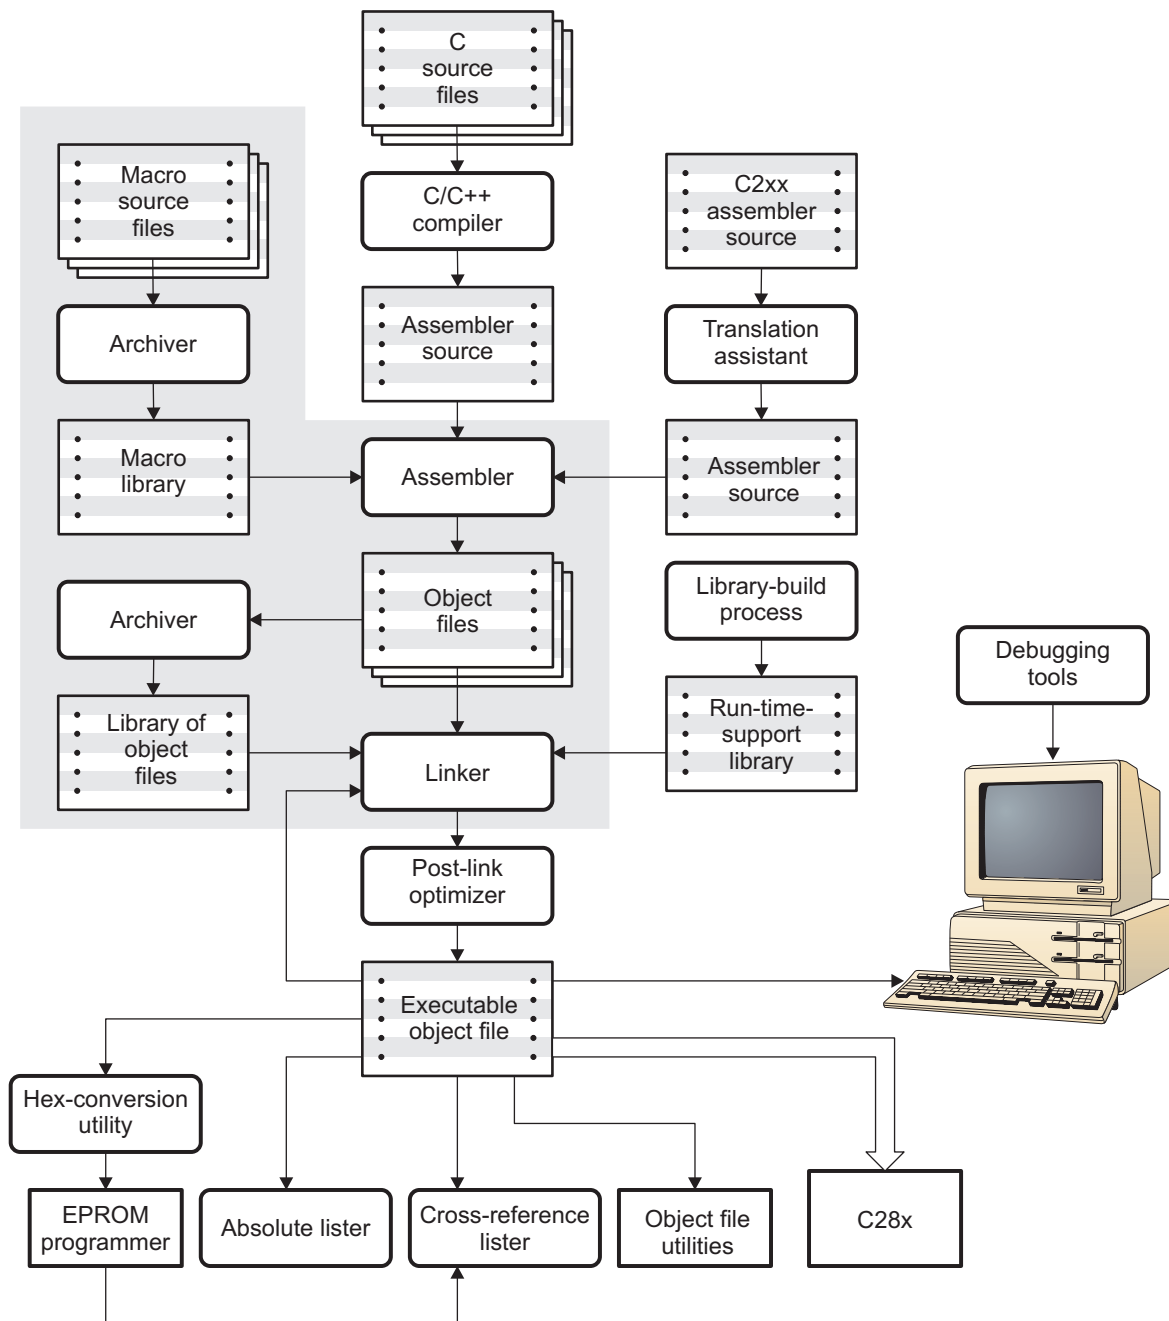 C
source
files
Macro
source
files
C/C++
compiler
C2xx
assembler
source
Archiver
Assembler
source
Translation
assistant
Macro
library
Assembler
Assembler
source
Archiver
Object
files
Library-build
process
Debugging
tools
Library of
object
files
Linker
Run-time-
support
library
Post-link
optimizer
Executable
object file
Hex-conversion
utility
EPROM
programmer
Absolute lister
Cross-reference
lister
Object file
utilities
C28x